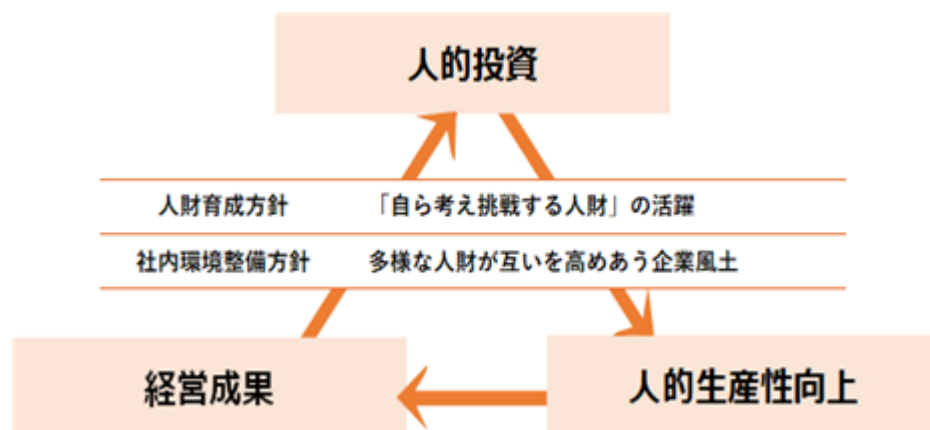 人的投資
人財育成方針 「自ら考え挑戦する人財」の活躍
社内環境整備方針 多様な人財が互いを高めあう企業風土
経営成果 人的生産性向上